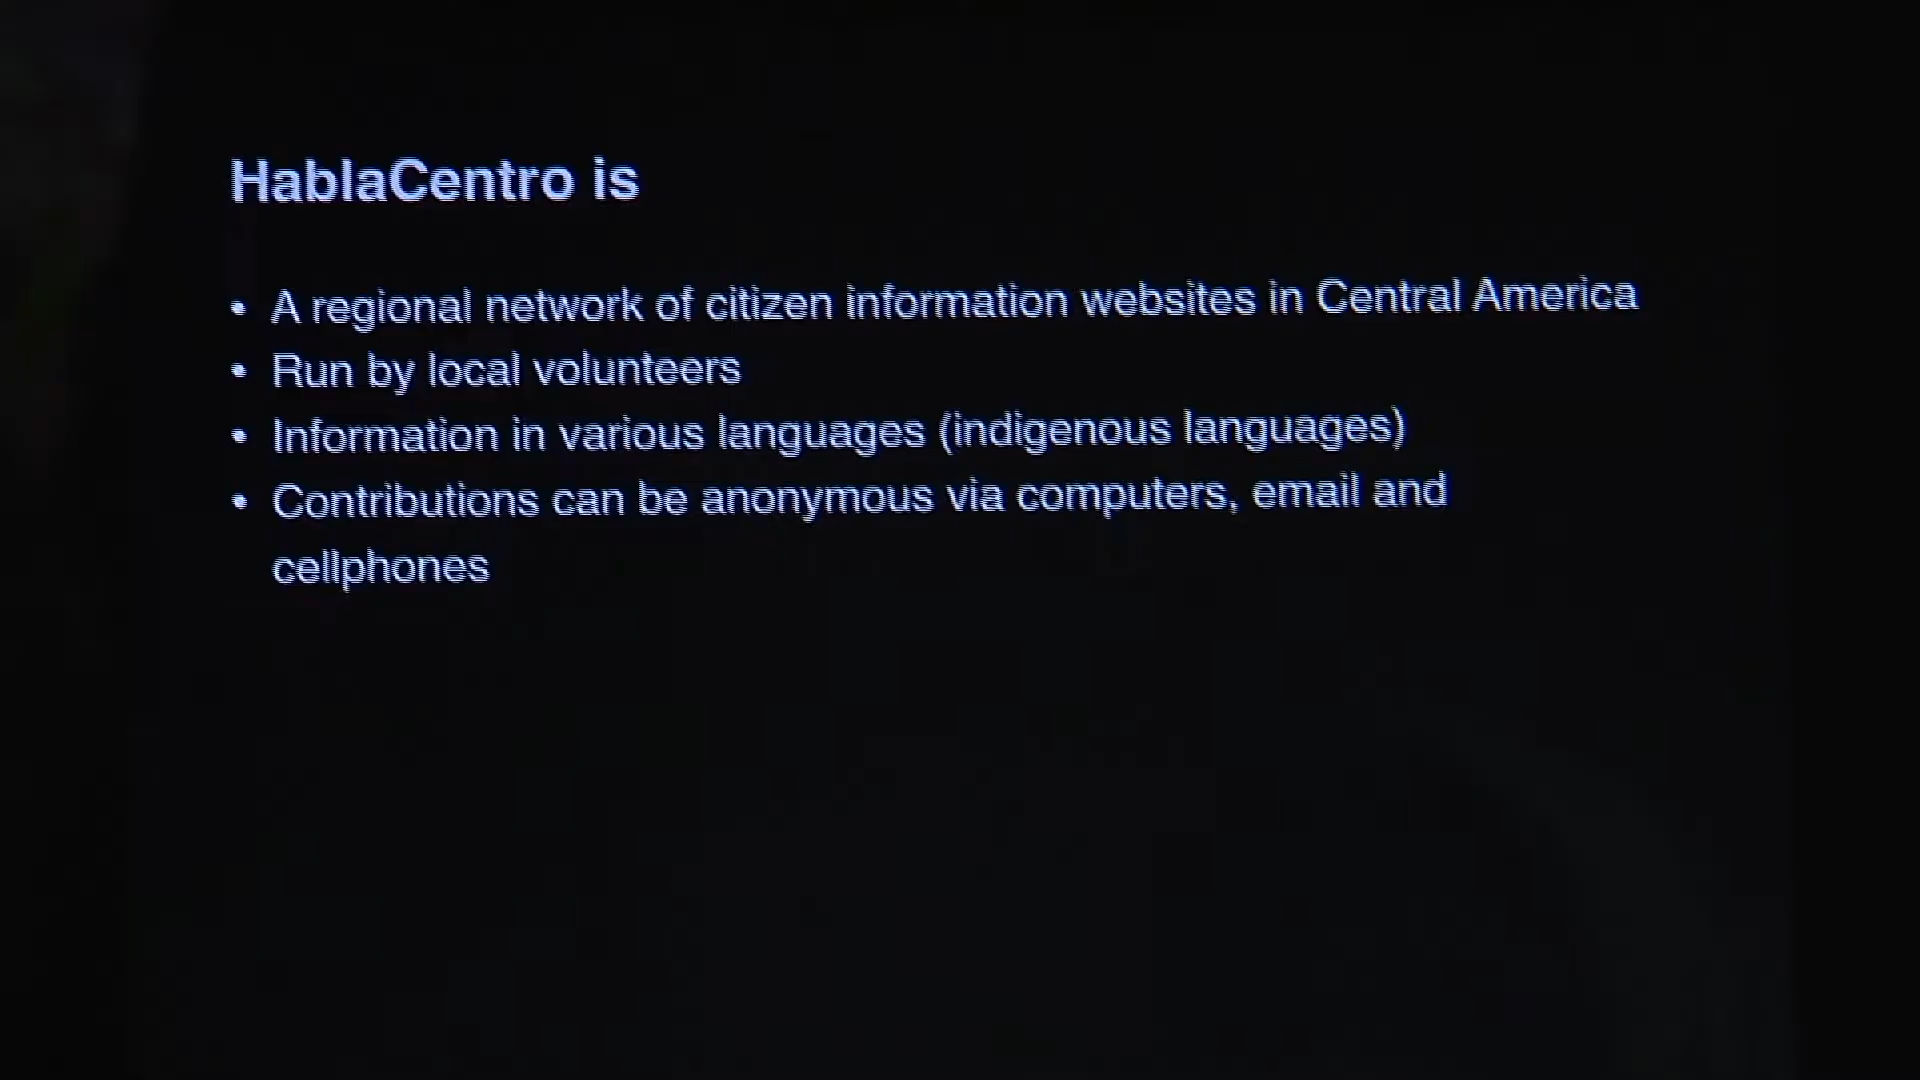 HablaCentro is
• A regional network of citizen information websites in Central America
• Run by local volunteers
• Information in various languages (indigenous languages)
• Contributions can be anonymous via computers, email and
cellphones